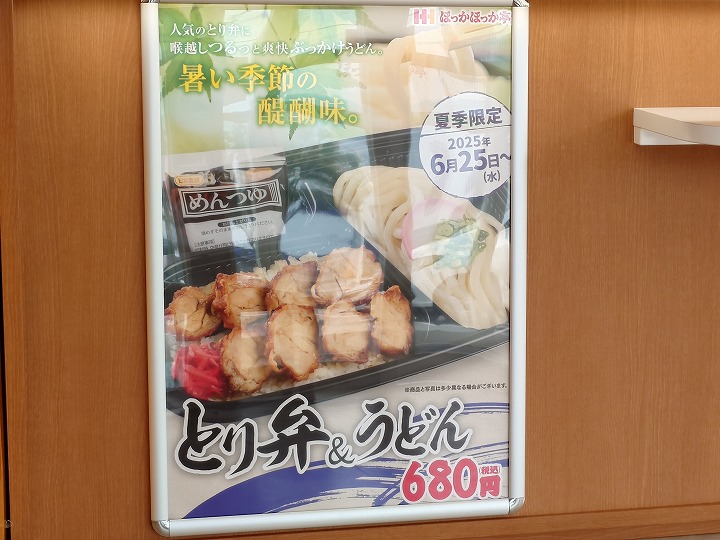 人気のとり弁に
喉越しつるっと爽快ぶっかけうどん。
ほっかほっか亭
暑い季節の
醍醐味。
夏季限定
2025年
6月25日~
(水)
めんつゆ
※商品と写真は多少異なる場合がございます。
とり弁&うどん
680円(税込)